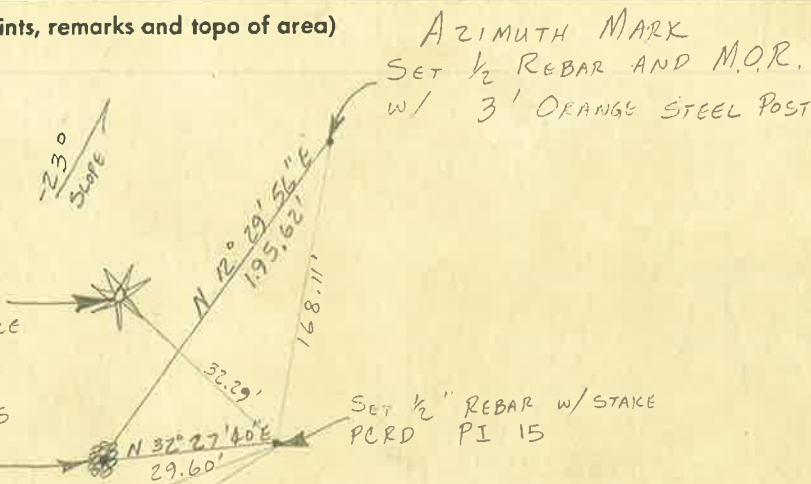 ints, remarks and topo of area)
AZIMUTH MARK
SET 1/2 REBAR AND M.O.R.
W/ 3' ORANGE STEEL POST
-23°
SLOPE
N 12° 29' 56" E
195.62'
168.11'
32.29'
SET 1/2" REBAR W/STAKE
PCRD PI 15
N 32° 27' 40" E
29.60'